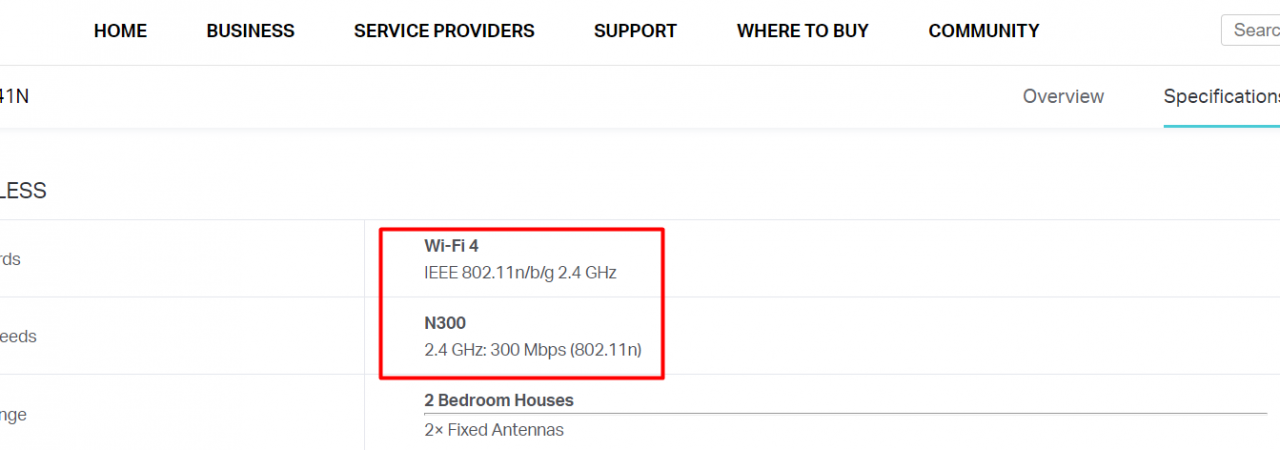 HOME BUSINESS SERVICE PROVIDERS SUPPORT WHERE TO BUY COMMUNITY Searc
41N Overview Specifications
LESS
rds
Wi-Fi 4
IEEE 802.11n/b/g 2.4 GHz
eeds
N300
2.4 GHz: 300 Mbps (802.11n)
nge
2 Bedroom Houses
2× Fixed Antennas